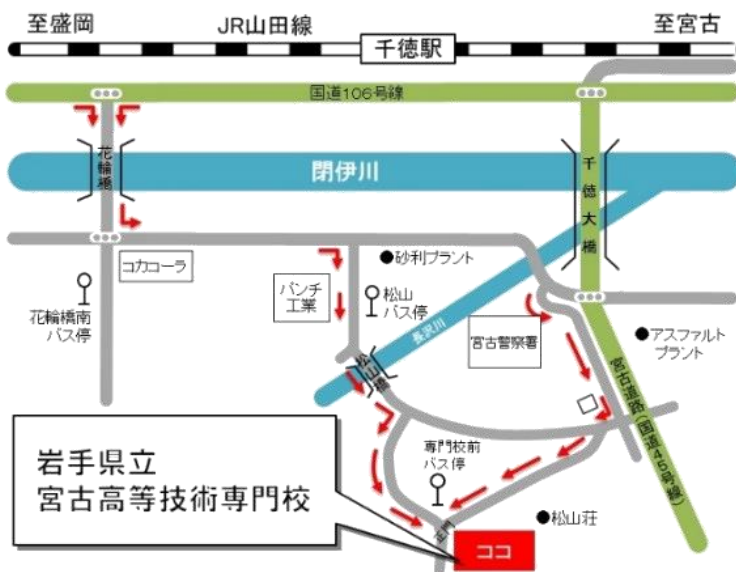 至盛岡
JR山田線
至宮古
千徳駅
国道106号線
花輪橋
閉伊川
千徳大橋
コカコーラ
砂利プラント
花輪橋南
バス停
パンチ
工業
松山
バス停
長沢川
宮古警察署
アスファルト
プラント
松山橋
宮古道路(国道45号線)
岩手県立
宮古高等技術専門校
専門校前
バス停
正門
松山荘
ココ